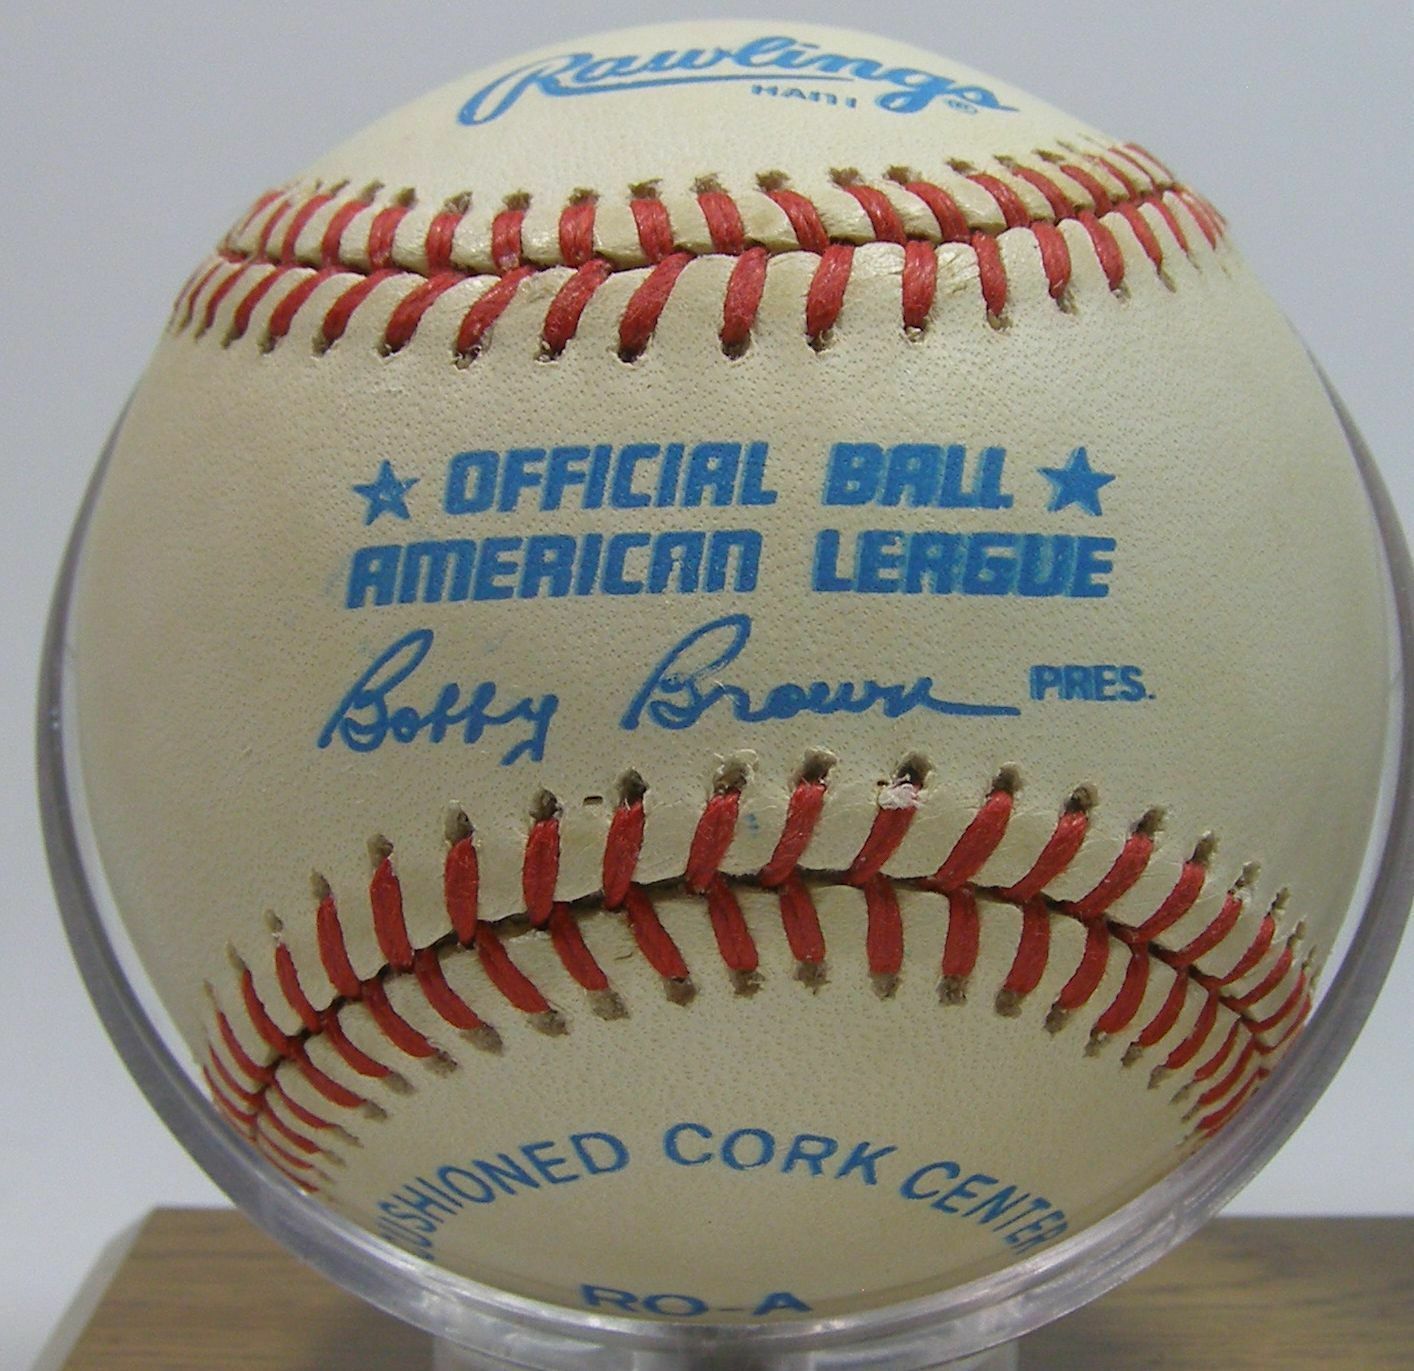 Rawlings ®
HAITI
★ OFFICIAL BALL ★
AMERICAN LEAGUE
Bobby Brown PRES.
CUSHIONED CORK CENTER
RO-A